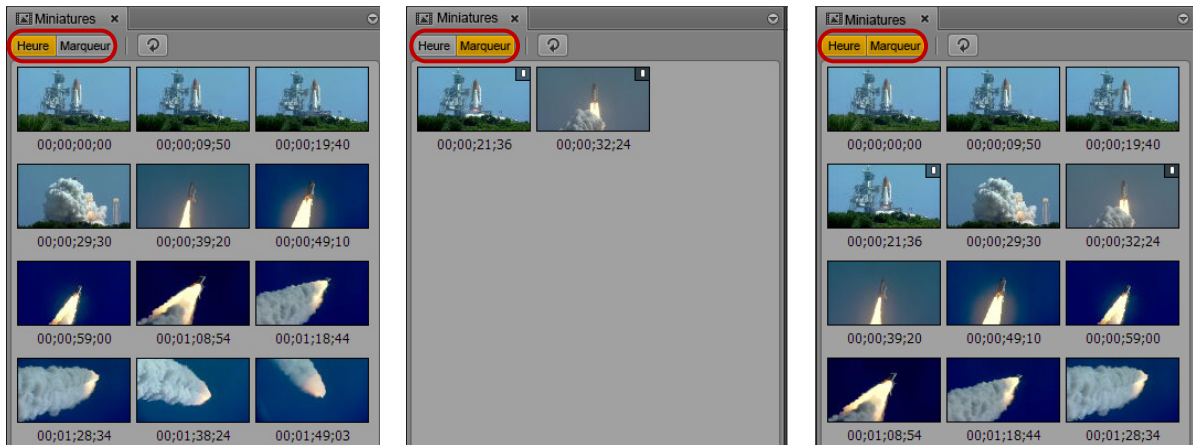 Miniatures ×
Heure Marqueur
00;00;00;00 00;00;09;50 00;00;19;40
00;00;29;30 00;00;39;20 00;00;49;10
00;00;59;00 00;01;08;54 00;01;18;44
00;01;28;34 00;01;38;24 00;01;49;03
Miniatures ×
Heure Marqueur
00;00;21;36 00;00;32;24
Miniatures ×
Heure Marqueur
00;00;00;00 00;00;09;50 00;00;19;40
00;00;21;36 00;00;29;30 00;00;32;24
00;00;39;20 00;00;49;10 00;00;59;00
00;01;08;54 00;01;18;44 00;01;28;34